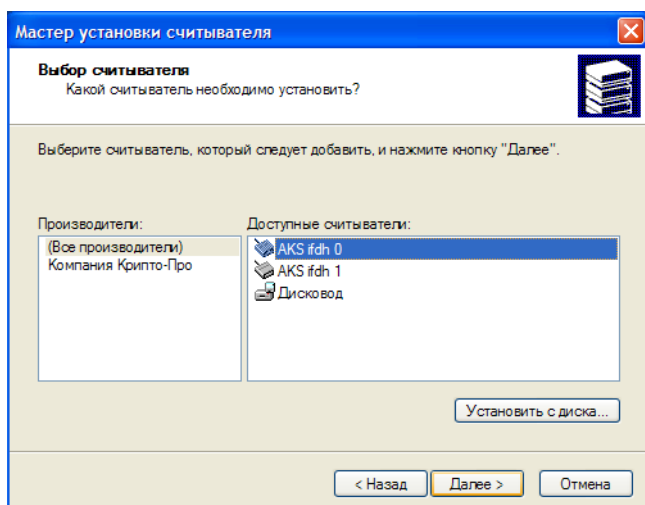 Мастер установки считывателя
Выбор считывателя
Какой считыватель необходимо установить?
Выберите считыватель, который следует добавить, и нажмите кнопку "Далее".
Производители:
(Все производители)
Компания Крипто-Про
Доступные считыватели:
AKS ifdh 0
AKS ifdh 1
Дисковод
Установить с диска...
< Назад
Далее >
Отмена